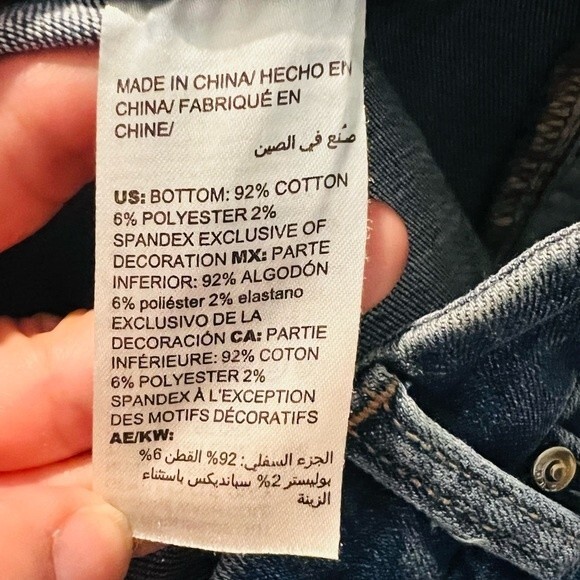 MADE IN CHINA/ HECHO EN
CHINA/ FABRIQUÉ EN
CHINE/
صُنع في الصين
US: BOTTOM: 92% COTTON
6% POLYESTER 2%
SPANDEX EXCLUSIVE OF
DECORATION MX: PARTE
INFERIOR: 92% ALGODÓN
6% poliéster 2% elastano
EXCLUSIVO DE LA
DECORACIÓN CA: PARTIE
INFÉRIEURE: 92% COTON
6% POLYESTER 2%
SPANDEX À L'EXCEPTION
DES MOTIFS DÉCORATIFS
AE/KW:
الجزء السفلي: 92% القطن 6%
بوليستر 2% سبانديكس باستثناء
الزينة